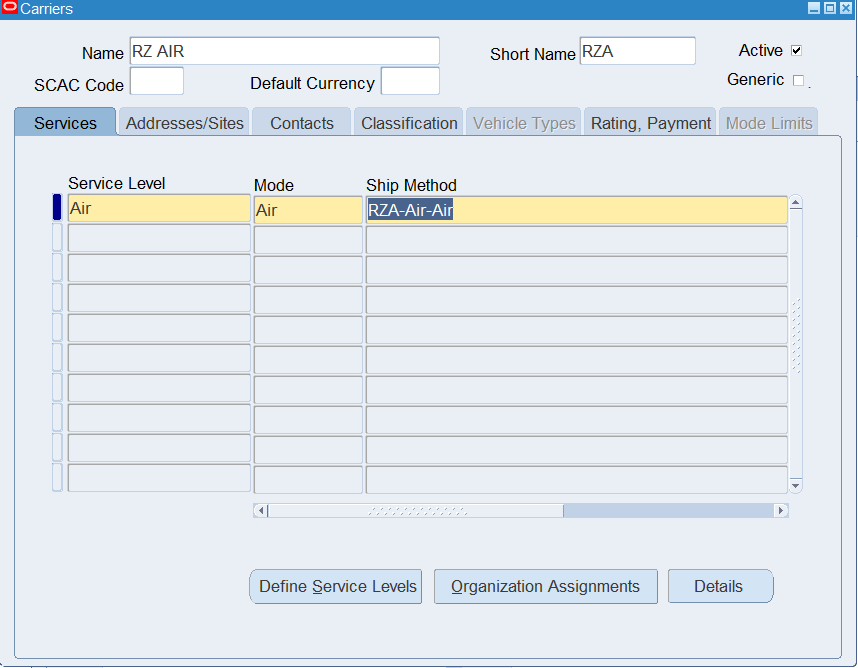 Carriers
Name RZ AIR Short Name RZA Active
SCAC Code Default Currency Generic .
Services Addresses/Sites Contacts Classification Vehicle Types Rating, Payment Mode Limits
Service Level Mode Ship Method
Air Air RZA-Air-Air
Define Service Levels Organization Assignments Details